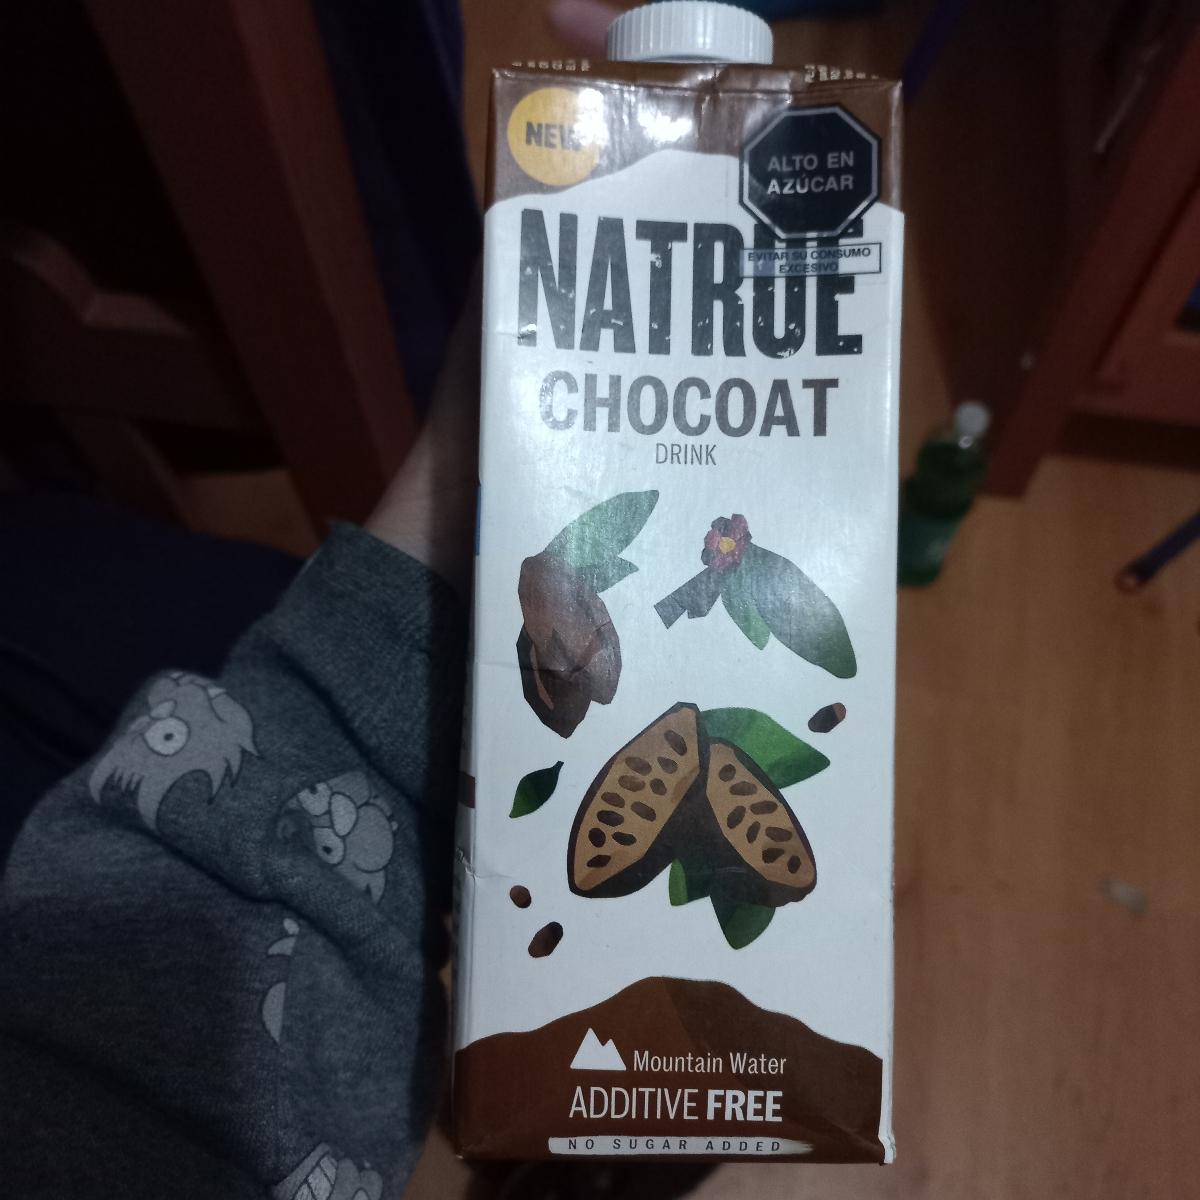 NEW
ALTO EN
AZÚCAR
EVITAR SU CONSUMO
EXCESIVO
NATRUE
CHOCOAT
DRINK
Mountain Water
ADDITIVE FREE
NO SUGAR ADDED